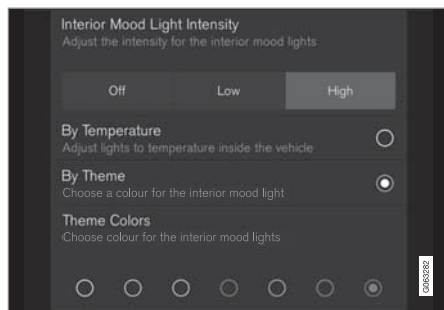 Interior Mood Light Intensity
Adjust the intensity for the interior mood lights
Off Low High
By Temperature
Adjust lights to temperature inside the vehicle
By Theme
Choose a colour for the interior mood light
Theme Colors
Choose colour for the interior mood lights
G063282